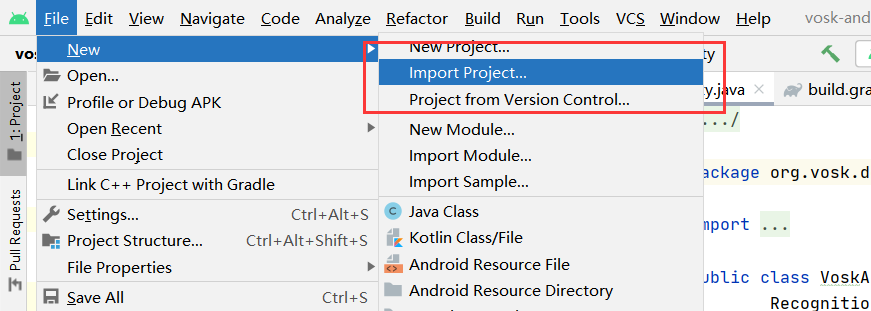 File Edit View Navigate Code Analyze Refactor Build Run Tools VCS Window Help vosk-and
vos
ty
New
New Project...
Open...
Import Project...
Profile or Debug APK
Project from Version Control...
ty.java
build.gra
Open Recent
New Module...
.../
Close Project
Import Module...
Link C++ Project with Gradle
Import Sample...
ackage org.vosk.d
Settings... Ctrl+Alt+S
Java Class
mport ...
Project Structure... Ctrl+Alt+Shift+S
Kotlin Class/File
File Properties
Android Resource File
ublic class VoskA
Save All Ctrl+S
Android Resource Directory
Recognitio
1: Project
Pull Requests